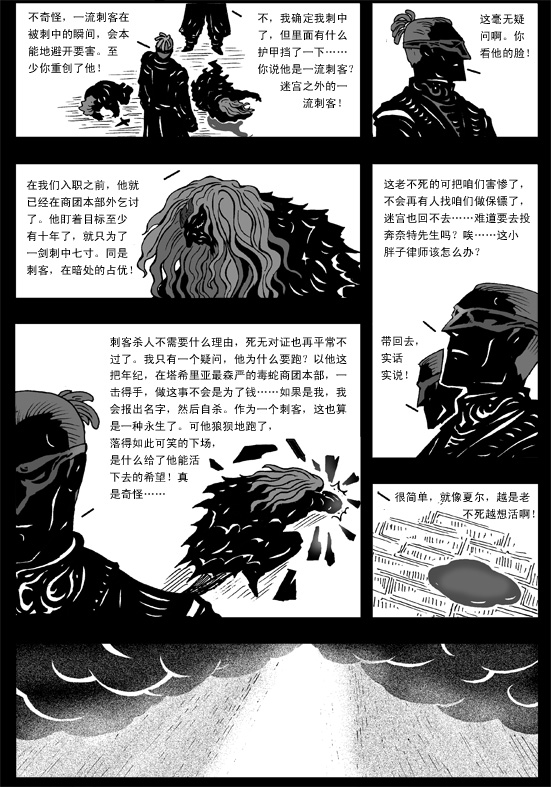 不奇怪，一流刺客在
被刺中的瞬间，会本
能地避开要害。至
少你重创了他！
不，我确定我刺中
了，但里面有什么
护甲挡了一下……
你说他是一流刺客？
迷宫之外的一
流刺客！
这毫无疑
问啊。你
看他的脸！
在我们入职之前，他就
已经在商团本部外乞讨
了。他盯着目标至少
有十年了，就只为了
一剑刺中七寸。同是
刺客，在暗处的占优！
这老不死的可把咱们害惨了，
不会再有人找咱们做保镖了，
迷宫也回不去……难道要去投
奔奈特先生吗？唉……这小
胖子律师该怎么办？
带回去，
实话
实说！
刺客杀人不需要什么理由，死无对证也再平常不
过了。我只有一个疑问，他为什么要跑？以他这
把年纪，在塔希里亚最森严的毒蛇商团本部，一
击得手，做这事不会是为了钱……如果是我，我
会报出名字，然后自杀。作为一个刺客，这也算
是一种永生了。可他狼狈地跑了，
落得如此可笑的下场，
是什么给了他能活
下去的希望！真
是奇怪……
很简单，就像夏尔，越是老
不死越想活啊！